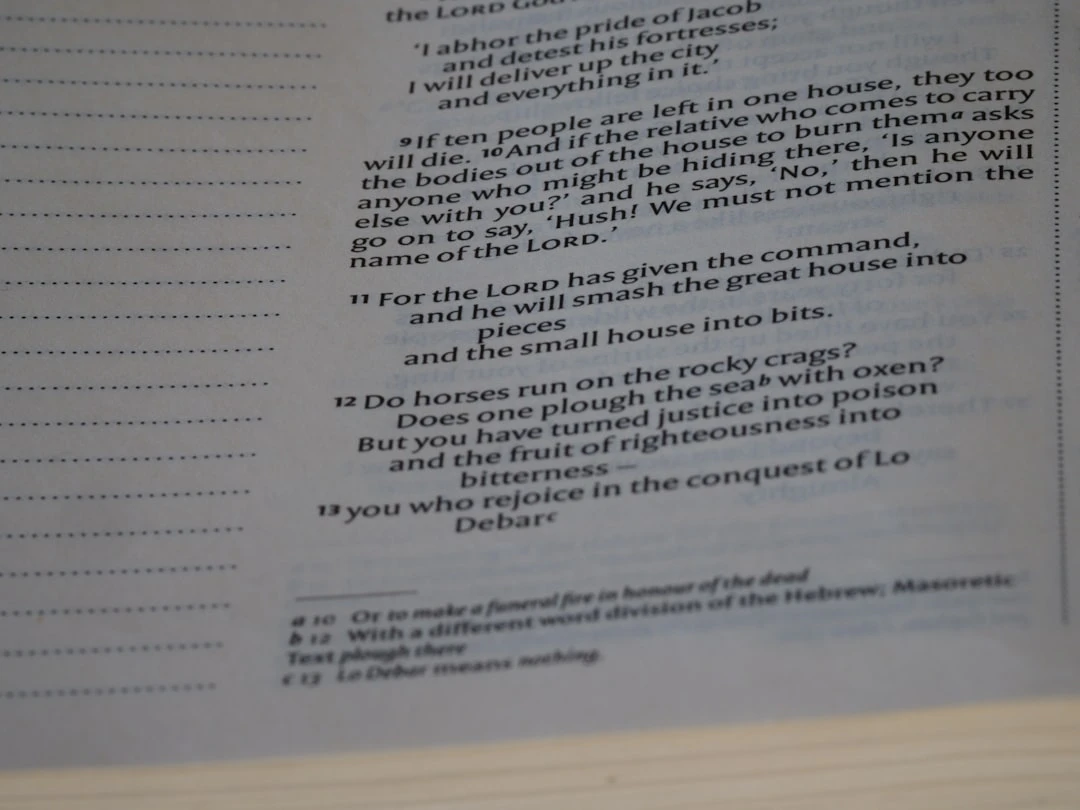 the LORD
‘I abhor the pride of Jacob
and detest his fortresses;
I will deliver up the city
and everything in it.’
9If ten people are left in one house, they too
will die. 10And if the relative who comes to carry
the bodies out of the house to burn thema asks
anyone who might be hiding there, ‘Is anyone
else with you?’ and he says, ‘No,’ then he will
go on to say, ‘Hush! We must not mention the
name of the LORD.’
11 For the LORD has given the command,
and he will smash the great house into
pieces
and the small house into bits.
12 Do horses run on the rocky crags?
Does one plough the seab with oxen?
But you have turned justice into poison
and the fruit of righteousness into
bitterness –
13 you who rejoice in the conquest of Lo
Debarc
a 10 Or to make a funeral fire in honour of the dead
b 12 With a different word division of the Hebrew; Masoretic
Text plough there
c 13 Lo Debar means nothing.